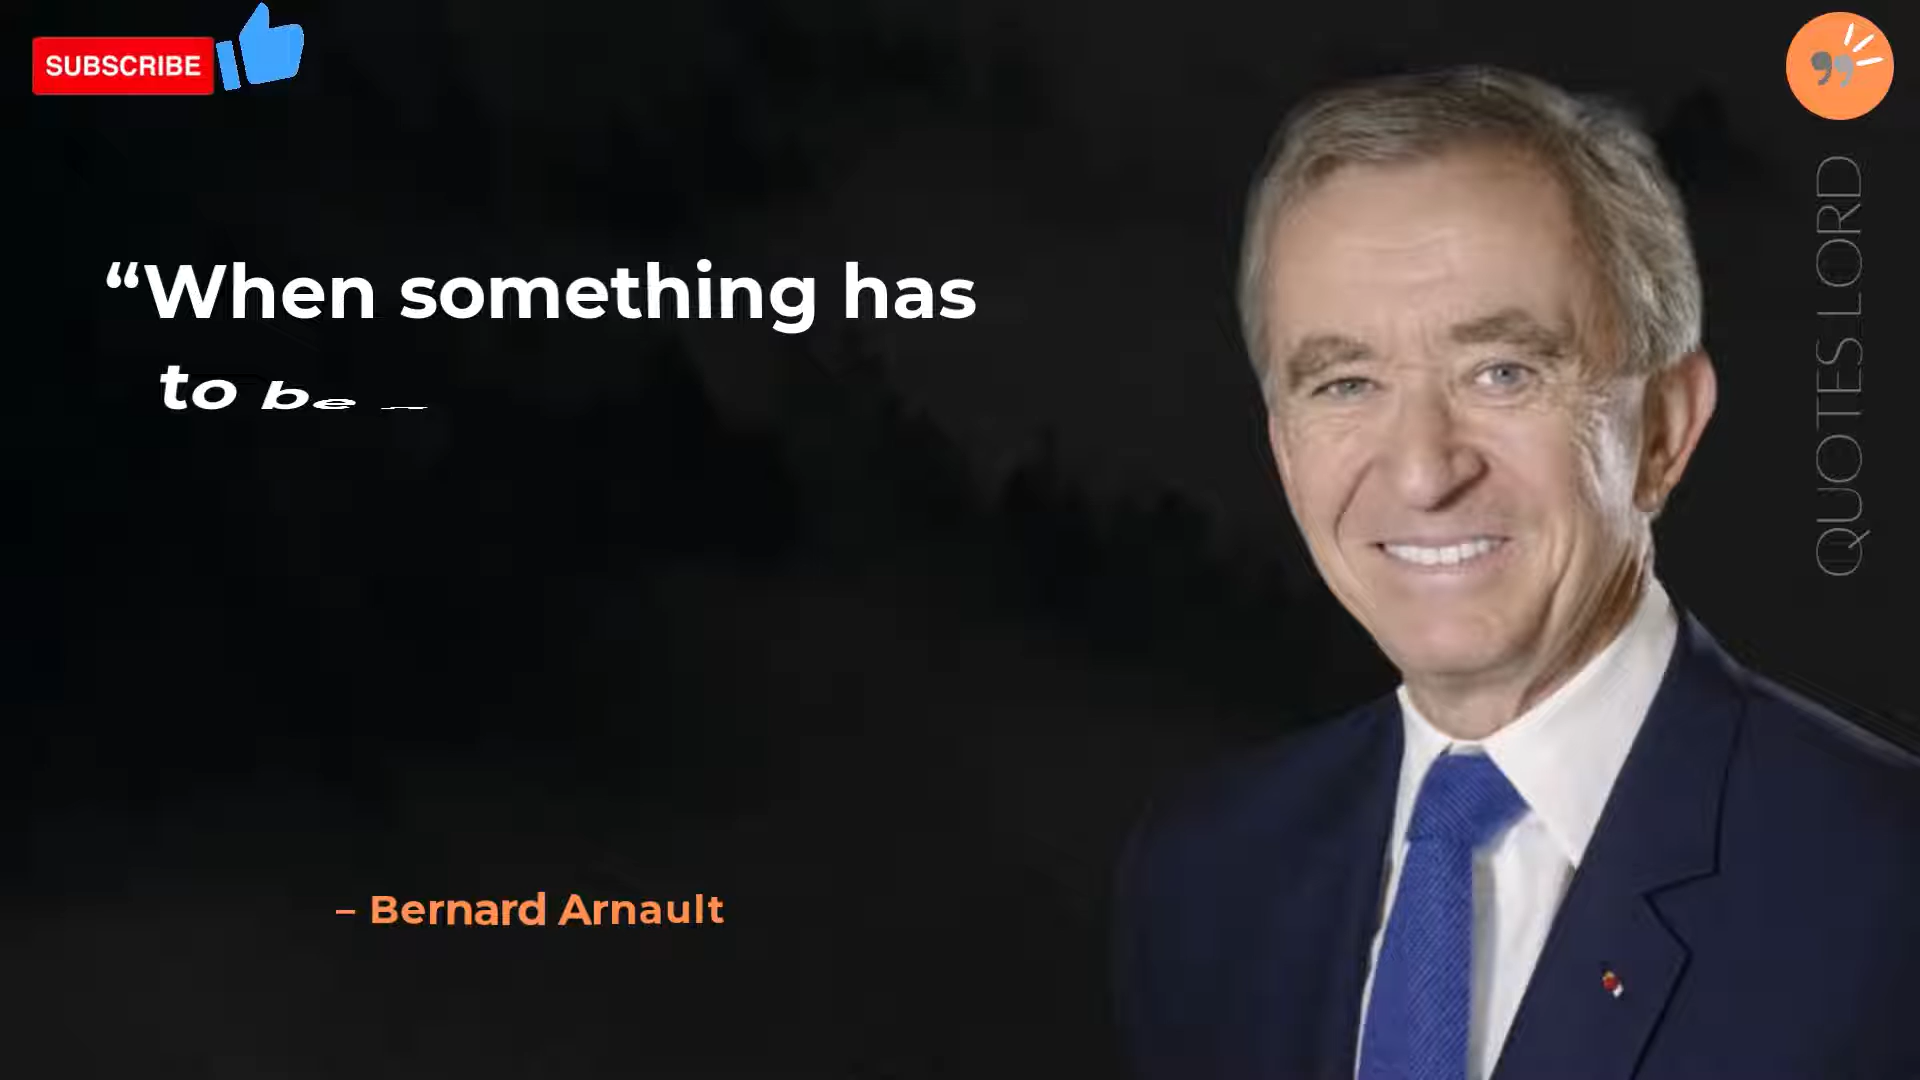 SUBSCRIBE
“When something has
to be
– Bernard Arnault
QUOTES LORD